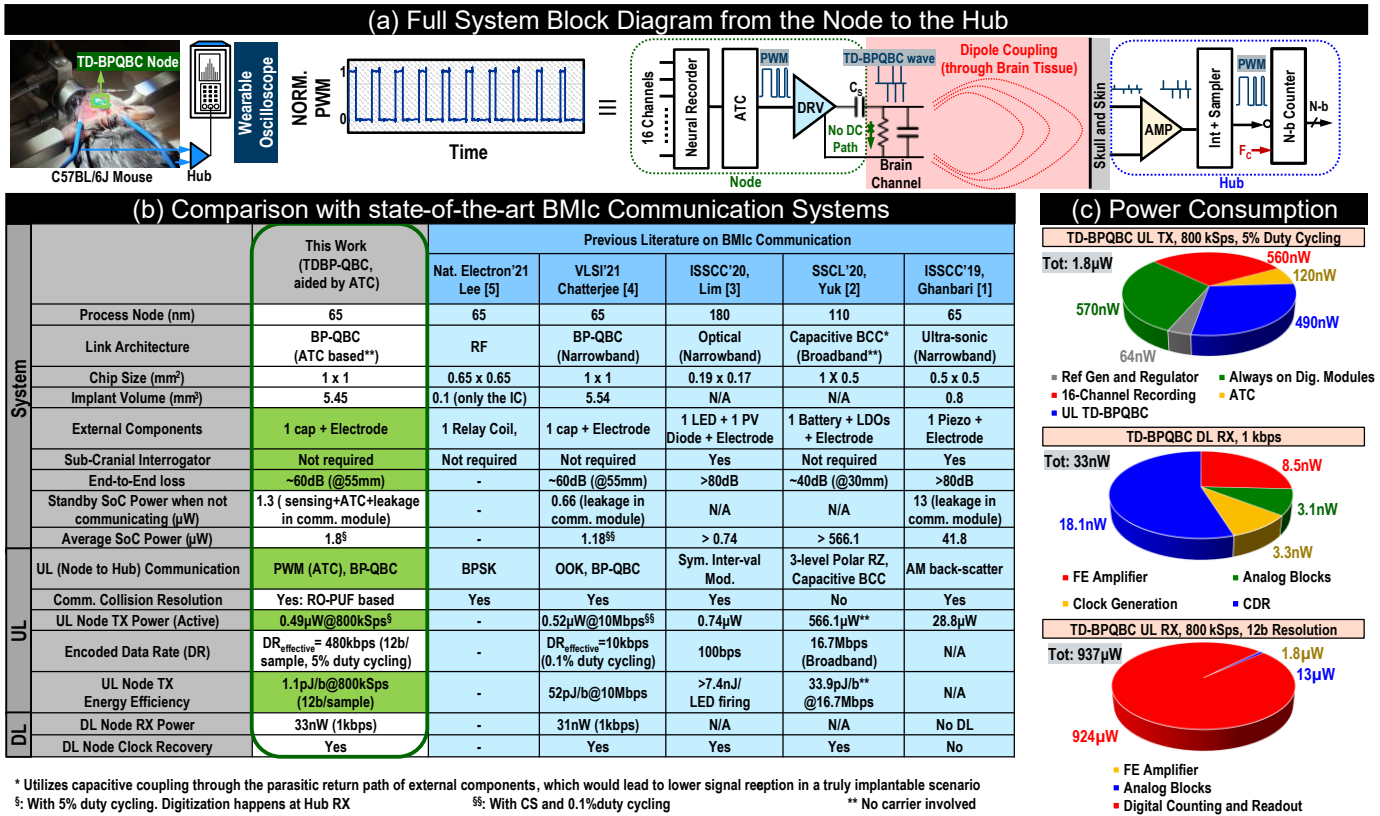 (a) Full System Block Diagram from the Node to the Hub
TD-BPQBC Node
C57BL/6J Mouse
Hub
Wearable
Oscilloscope
NORM.
PWM
1
0
Time
≡
16 Channels
Neural Recorder
ATC
PWM
DRV
Cs
No DC
Path
Node
TD-BPQBC wave
Brain
Channel
Dipole Coupling
(through Brain Tissue)
Skull and Skin
AMP
Int + Sampler
PWM
Fc
N-b Counter
N-b
Hub
(b) Comparison with state-of-the-art BMIc Communication Systems
This Work
(TDBP-QBC,
aided by ATC)
Previous Literature on BMIc Communication
Nat. Electron'21
Lee [5]
VLSI'21
Chatterjee [4]
ISSCC'20,
Lim [3]
SSCL'20,
Yuk [2]
ISSCC'19,
Ghanbari [1]
System
Process Node (nm) 65 65 65 180 110 65
Link Architecture
BP-QBC
(ATC based**)
RF
BP-QBC
(Narrowband)
Optical
(Narrowband)
Capacitive BCC*
(Broadband**)
Ultra-sonic
(Narrowband)
Chip Size (mm²) 1 x 1 0.65 x 0.65 1 x 1 0.19 x 0.17 1 X 0.5 0.5 x 0.5
Implant Volume (mm³) 5.45 0.1 (only the IC) 5.54 N/A N/A 0.8
External Components
1 cap + Electrode
1 Relay Coil,
1 cap + Electrode
1 LED + 1 PV
Diode + Electrode
1 Battery + LDOs
+ Electrode
1 Piezo +
Electrode
Sub-Cranial Interrogator Not required Not required Not required Yes Not required Yes
End-to-End loss ~60dB (@55mm) - ~60dB (@55mm) >80dB ~40dB (@30mm) >80dB
Standby SoC Power when not
communicating (µW)
1.3 ( sensing+ATC+leakage
in comm. module)
-
0.66 (leakage in
comm. module)
N/A
N/A
13 (leakage in
comm. module)
Average SoC Power (µW) 1.8§ - 1.18§§ > 0.74 > 566.1 41.8
UL
UL (Node to Hub) Communication
PWM (ATC), BP-QBC
BPSK
OOK, BP-QBC
Sym. Inter-val
Mod.
3-level Polar RZ,
Capacitive BCC
AM back-scatter
Comm. Collision Resolution Yes: RO-PUF based Yes Yes Yes No Yes
UL Node TX Power (Active) 0.49µW@800kSps§ - 0.52µW@10Mbps§§ 0.74µW 566.1µW** 28.8µW
Encoded Data Rate (DR)
DReffective= 480kbps (12b/
sample, 5% duty cycling)
-
DReffective=10kbps
(0.1% duty cycling)
100bps
16.7Mbps
(Broadband)
N/A
UL Node TX
Energy Efficiency
1.1pJ/b@800kSps
(12b/sample)
-
52pJ/b@10Mbps
>7.4nJ/
LED firing
33.9pJ/b**
@16.7Mbps
N/A
DL
DL Node RX Power 33nW (1kbps) - 31nW (1kbps) N/A N/A No DL
DL Node Clock Recovery Yes - Yes Yes Yes No
* Utilizes capacitive coupling through the parasitic return path of external components, which would lead to lower signal reeption in a truly implantable scenario
§: With 5% duty cycling. Digitization happens at Hub RX §§: With CS and 0.1%duty cycling ** No carrier involved
(c) Power Consumption
TD-BPQBC UL TX, 800 kSps, 5% Duty Cycling
Tot: 1.8µW
560nW
120nW
490nW
64nW
570nW
Ref Gen and Regulator
Always on Dig. Modules
16-Channel Recording
ATC
UL TD-BPQBC
TD-BPQBC DL RX, 1 kbps
Tot: 33nW
8.5nW
3.1nW
3.3nW
18.1nW
FE Amplifier
Analog Blocks
Clock Generation
CDR
TD-BPQBC UL RX, 800 kSps, 12b Resolution
Tot: 937µW
1.8µW
13µW
924µW
FE Amplifier
Analog Blocks
Digital Counting and Readout